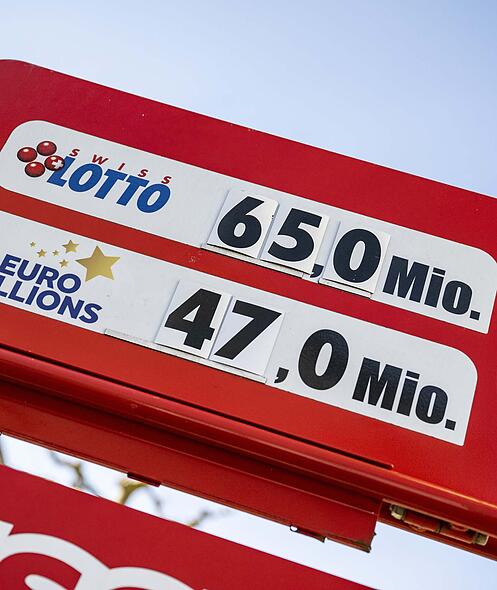 SWISS
LOTTO
65,0 Mio.
EURO
LLIONS
47,0 Mio.